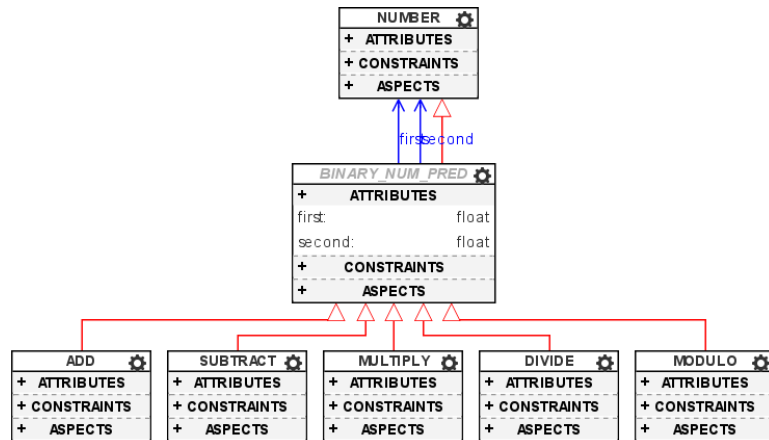 NUMBER
+ ATTRIBUTES
+ CONSTRAINTS
+ ASPECTS
first second
BINARY_NUM_PRED
+ ATTRIBUTES
first: float
second: float
+ CONSTRAINTS
+ ASPECTS
ADD SUBTRACT MULTIPLY DIVIDE MODULO
+ ATTRIBUTES + ATTRIBUTES + ATTRIBUTES + ATTRIBUTES + ATTRIBUTES
+ CONSTRAINTS + CONSTRAINTS + CONSTRAINTS + CONSTRAINTS + CONSTRAINTS
+ ASPECTS + ASPECTS + ASPECTS + ASPECTS + ASPECTS